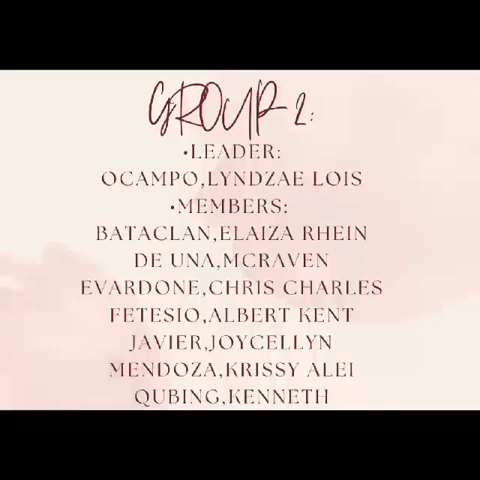 GROUP 2:
•LEADER:
OCAMPO,LYNDZAE LOIS
•MEMBERS:
BATACLAN,ELAIZA RHEIN
DE UNA,MCRAVEN
EVARDONE,CHRIS CHARLES
FETESIO,ALBERT KENT
JAVIER,JOYCELLYN
MENDOZA,KRISSY ALEI
QUBING,KENNETH